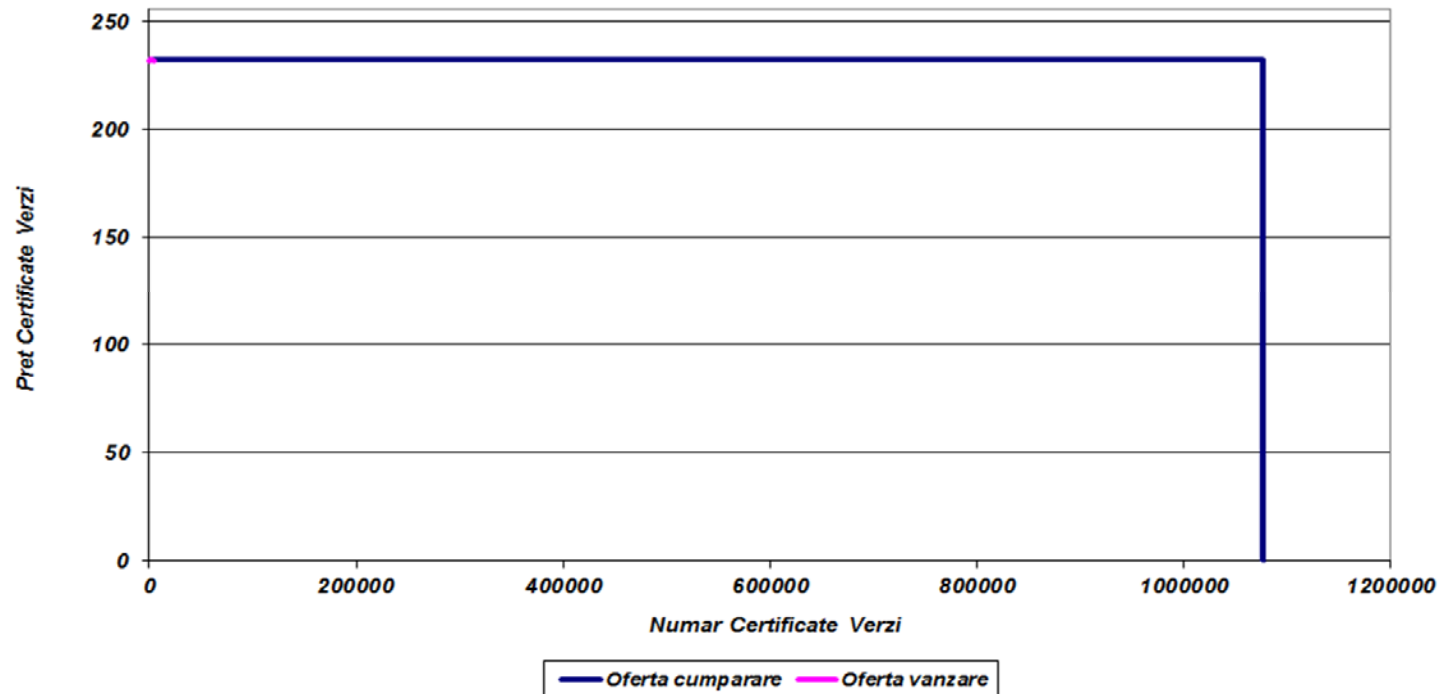 250
200
150
100
50
0
Pret Certificate Verzi
0 200000 400000 600000 800000 1000000 1200000
Numar Certificate Verzi
Oferta cumparare Oferta vanzare